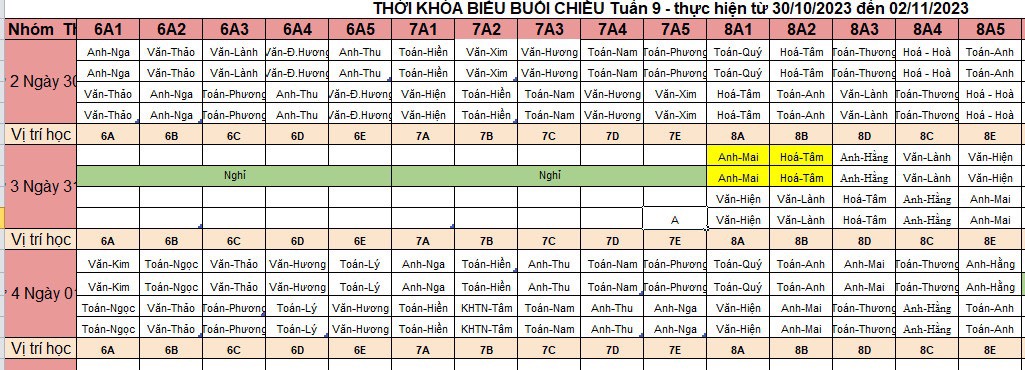 THỜI KHÓA BIỂU BUỔI CHIỀU Tuần 9 - thực hiện từ 30/10/2023 đến 02/11/2023
Nhóm 6A1 6A2 6A3 6A4 6A5 7A1 7A2 7A3 7A4 7A5 8A1 8A2 8A3 8A4 8A5
Anh-Nga Văn-Thảo Văn-Lành Văn-Đ.Hương Anh-Thu Toán-Hiền Văn-Xim Văn-Hương Toán-Nam Toán-Phương Toán-Quý Hoá-Tâm Toán-Thương Hoá - Hoà Toán-Anh
Anh-Nga Văn-Thảo Văn-Lành Văn-Đ.Hương Anh-Thu Toán-Hiền Văn-Xim Văn-Hương Toán-Nam Toán-Phương Toán-Quý Hoá-Tâm Toán-Thương Hoá - Hoà Toán-Anh
2 Ngày 30
Văn-Thảo Anh-Nga Toán-Phương Anh-Thu Văn-Đ.Hương Văn-Hiện Toán-Hiền Toán-Nam Văn-Hương Văn-Xim Hoá-Tâm Toán-Anh Văn-Lành Toán-Thương Hoá - Hoà
Văn-Thảo Anh-Nga Toán-Phương Anh-Thu Văn-Đ.Hương Văn-Hiện Toán-Hiền Toán-Nam Văn-Hương Văn-Xim Hoá-Tâm Toán-Anh Văn-Lành Toán-Thương Hoá - Hoà
Vị trí học 6A 6B 6C 6D 6E 7A 7B 7C 7D 7E 8A 8B 8D 8C 8E
Anh-Mai Hoá-Tâm Anh-Hằng Văn-Lành Văn-Hiện
3 Ngày 31 Nghỉ Nghỉ Anh-Mai Hoá-Tâm Anh-Hằng Văn-Lành Văn-Hiện
Văn-Hiện Văn-Lành Hoá-Tâm Anh-Hằng Anh-Mai
A Văn-Hiện Văn-Lành Hoá-Tâm Anh-Hằng Anh-Mai
Vị trí học 6A 6B 6C 6D 6E 7A 7B 7C 7D 7E 8A 8B 8D 8C 8E
Văn-Kim Toán-Ngọc Văn-Thảo Văn-Hương Toán-Lý Anh-Nga Toán-Hiền Anh-Thu Toán-Nam Toán-Phương Toán-Quý Toán-Anh Anh-Mai Toán-Thương Anh-Hằng
Văn-Kim Toán-Ngọc Văn-Thảo Văn-Hương Toán-Lý Anh-Nga Toán-Hiền Anh-Thu Toán-Nam Toán-Phương Toán-Quý Toán-Anh Anh-Mai Toán-Thương Anh-Hằng
4 Ngày 01
Toán-Ngọc Văn-Thảo Toán-Phương Toán-Lý Văn-Hương Toán-Hiền KHTN-Tâm Toán-Nam Anh-Thu Anh-Nga Văn-Hiện Anh-Mai Toán-Thương Anh-Hằng Toán-Anh
Toán-Ngọc Văn-Thảo Toán-Phương Toán-Lý Văn-Hương Toán-Hiền KHTN-Tâm Toán-Nam Anh-Thu Anh-Nga Văn-Hiện Anh-Mai Toán-Thương Anh-Hằng Toán-Anh
Vị trí học 6A 6B 6C 6D 6E 7A 7B 7C 7D 7E 8A 8B 8D 8C 8E